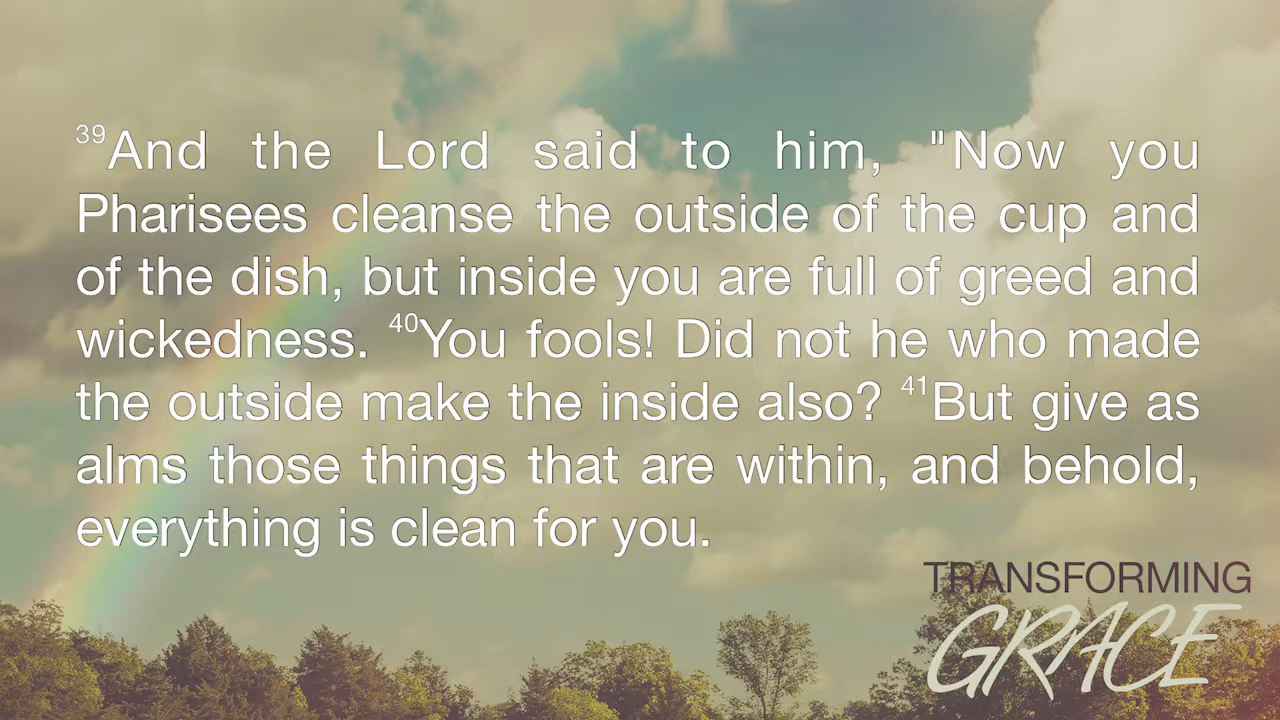 39And the Lord said to him, "Now you
Pharisees cleanse the outside of the cup and
of the dish, but inside you are full of greed and
wickedness. 40You fools! Did not he who made
the outside make the inside also? 41But give as
alms those things that are within, and behold,
everything is clean for you.
TRANSFORMING
GRACE